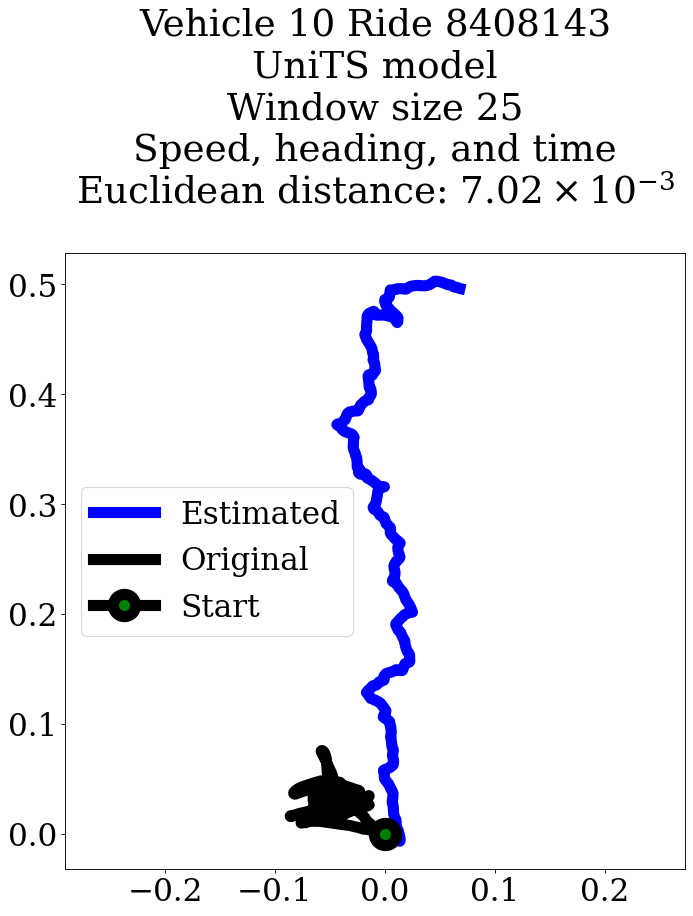 Vehicle 10 Ride 8408143
UniTS model
Window size 25
Speed, heading, and time
Euclidean distance: 7.02 × 10⁻³
0.5
0.4
0.3
0.2
0.1
0.0
Estimated
Original
Start
−0.2 −0.1 0.0 0.1 0.2